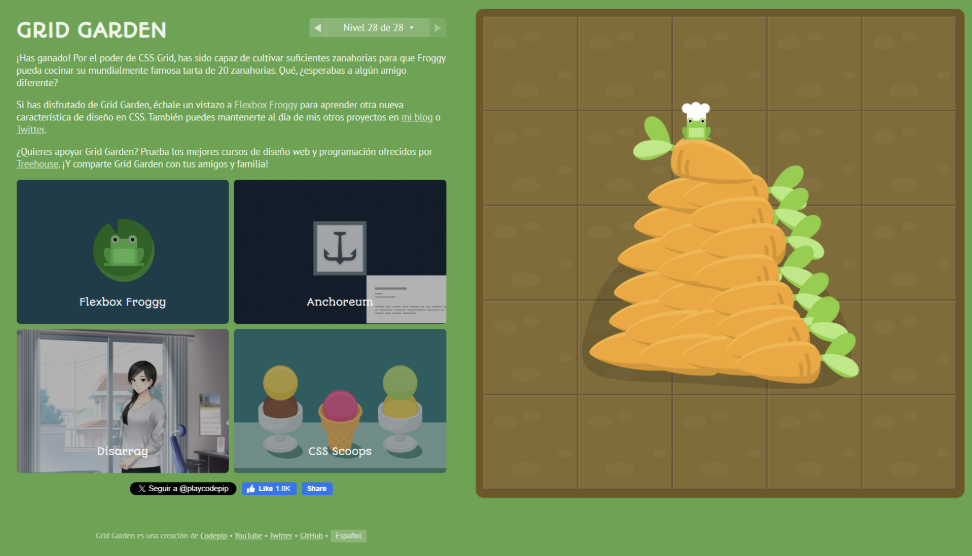 GRID GARDEN
Nivel 28 de 28
¡Has ganado! Por el poder de CSS Grid, has sido capaz de cultivar suficientes zanahorias para que Froggy
pueda cocinar su mundialmente famosa tarta de 20 zanahorias. Qué, ¿esperabas a algún amigo
diferente?
Si has disfrutado de Grid Garden, échale un vistazo a Flexbox Froggy para aprender otra nueva
característica de diseño en CSS. También puedes mantenerte al día de mis otros proyectos en mi blog o
Twitter.
¿Quieres apoyar Grid Garden? Prueba los mejores cursos de diseño web y programación ofrecidos por
Treehouse. ¡Y comparte Grid Garden con tus amigos y familia!
Flexbox Froggy
Anchoreum
Disarray
CSS Scoops
Seguir a @playcodepip
Like 1.8K
Share
Grid Garden es una creación de Codepip • YouTube • Twitter • GitHub • Español